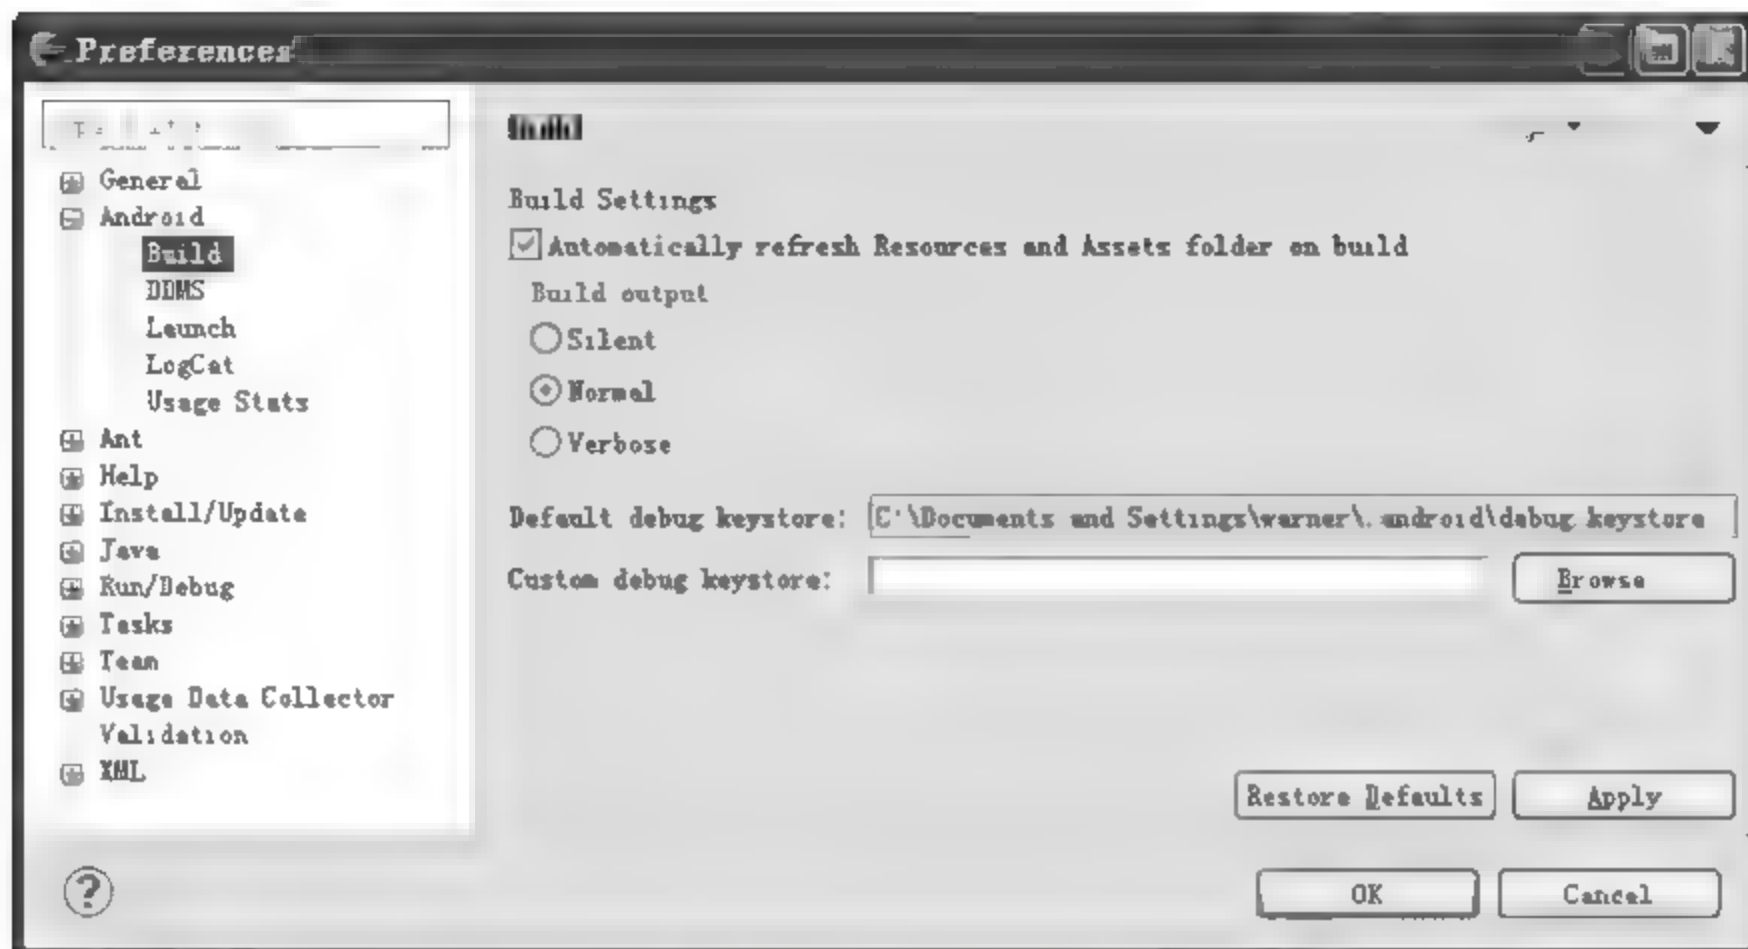 Preferences
General
Android
Build
DDMS
Launch
LogCat
Usage Stats
Ant
Help
Install/Update
Java
Run/Debug
Tasks
Team
Usage Data Collector
Validation
XML
Build
Build Settings
Automatically refresh Resources and Assets folder on build
Build output
Silent
Normal
Verbose
Default debug keystore: C:\Documents and Settings\warner\.android\debug.keystore
Custom debug keystore:
Browse
Restore Defaults
Apply
OK
Cancel